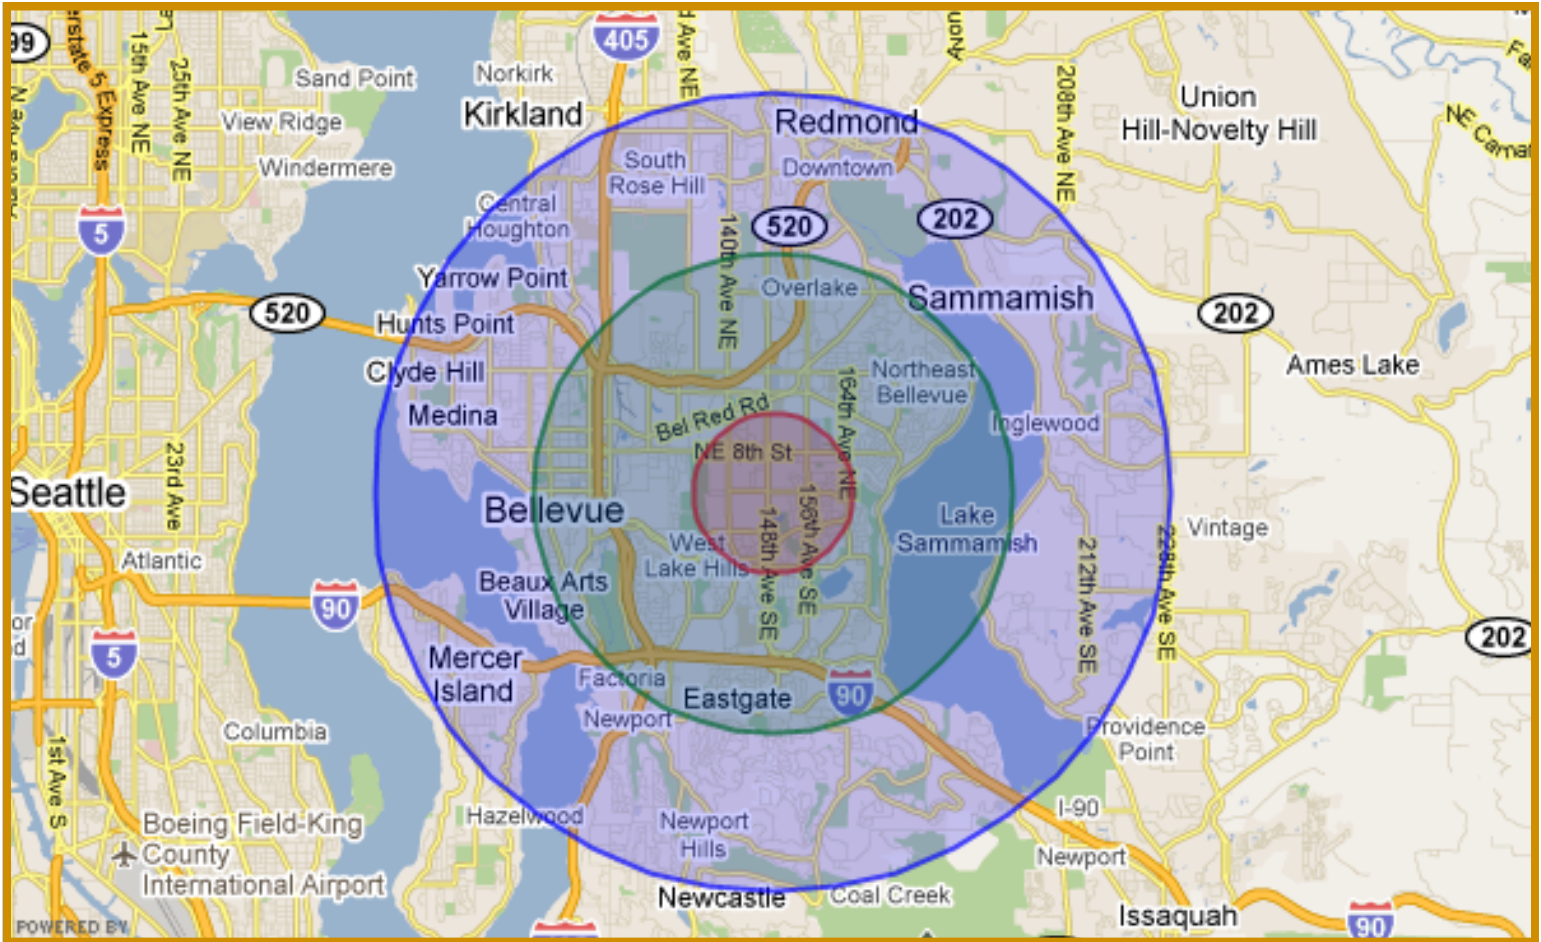 99
405
Sand Point
Norkirk
Union
Hill-Novelty Hill
Kirkland
Redmond
View Ridge
Windermere
15th Ave NE
25th Ave NE
Express
208th Ave NE
South
Rose Hill
Downtown
Central
Houghton
5
520
202
140th Ave NE
Yarrow Point
Overlake
Sammamish
520
Hunts Point
202
Clyde Hill
Northeast
Bellevue
Ames Lake
Medina
Bel Red Rd
164th Ave NE
Inglewood
NE 8th St
23rd Ave
Seattle
Bellevue
Lake
Sammamish
Vintage
148th Ave SE
156th Ave SE
West
Lake Hills
212th Ave SE
228th Ave SE
Atlantic
Beaux Arts
Village
90
202
5
Mercer
Island
Factoria
Eastgate
90
Newport
Columbia
Providence
Point
1st Ave S
Hazelwood
Newport
Hills
I-90
Boeing Field-King
County
International Airport
Newport
Newcastle
Coal Creek
Issaquah
90
POWERED BY